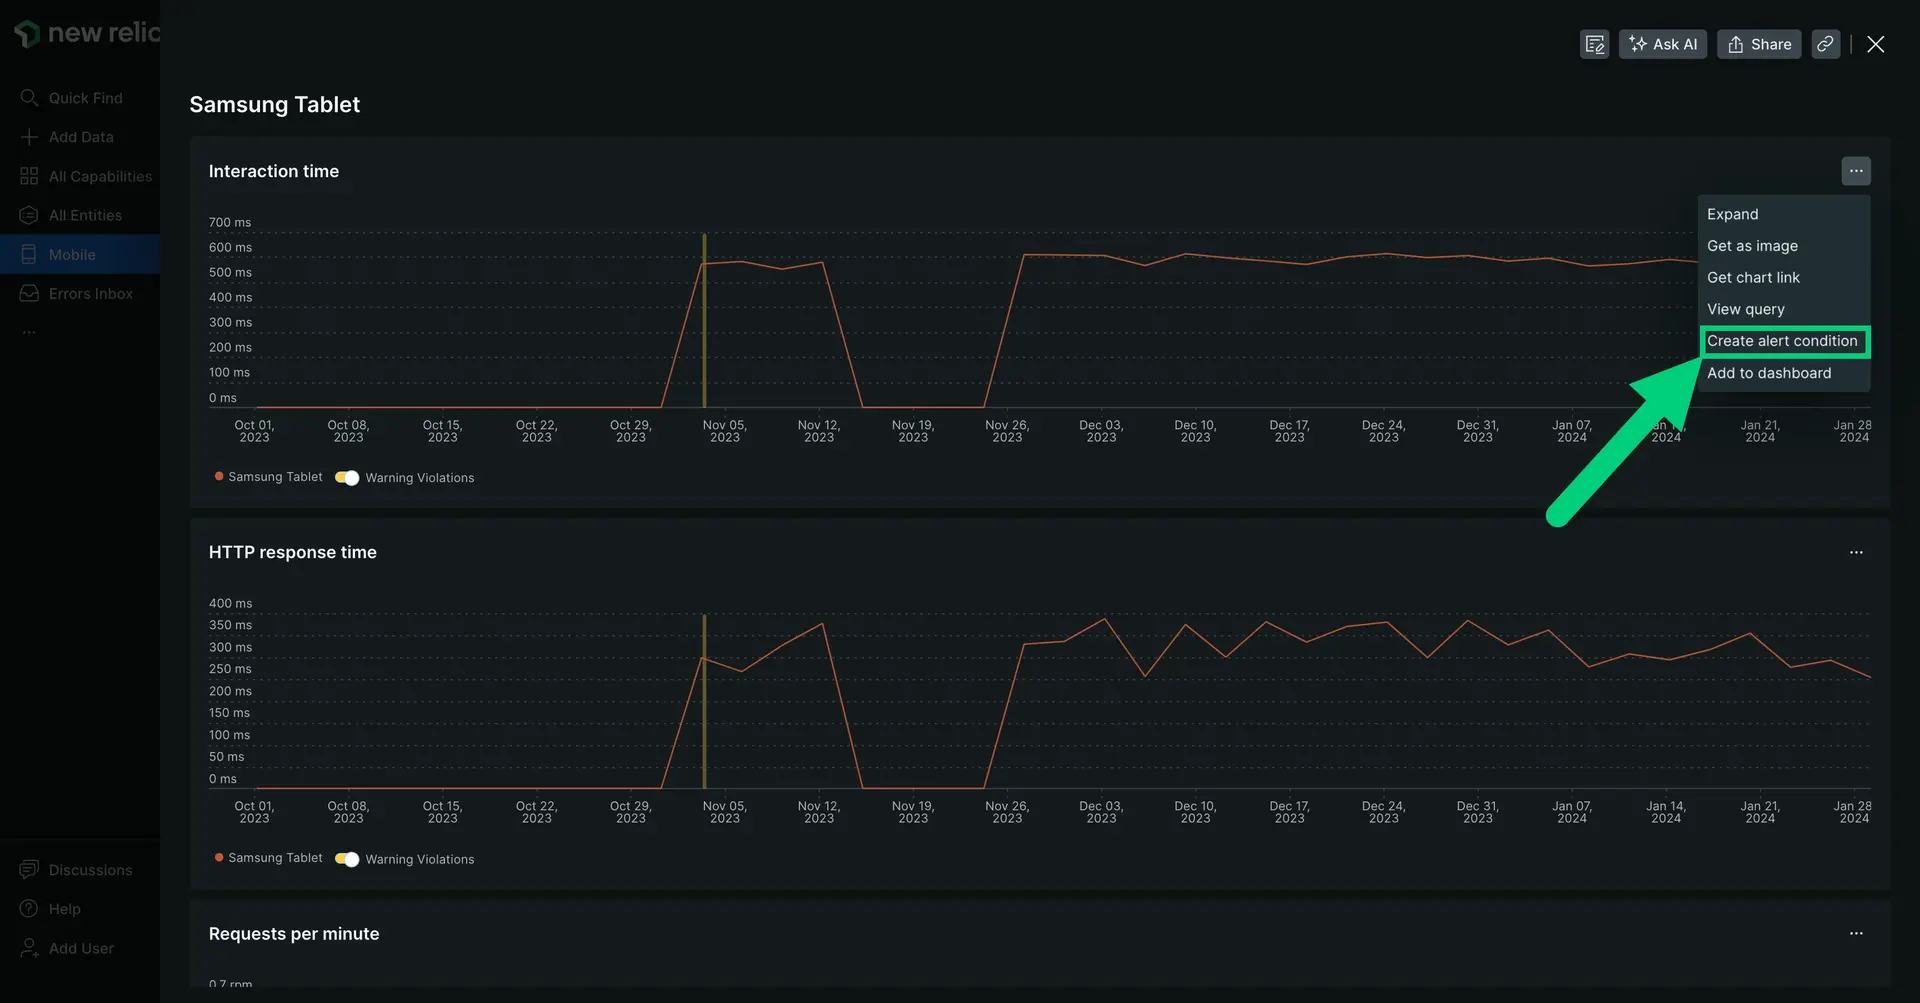 new relic
Quick Find
Add Data
All Capabilities
All Entities
Mobile
Errors Inbox
...
Discussions
Help
Add User
Ask AI
Share
Samsung Tablet
Interaction time
...
Expand
Get as image
Get chart link
View query
Create alert condition
Add to dashboard
700 ms
600 ms
500 ms
400 ms
300 ms
200 ms
100 ms
0 ms
Oct 01, 2023
Oct 08, 2023
Oct 15, 2023
Oct 22, 2023
Oct 29, 2023
Nov 05, 2023
Nov 12, 2023
Nov 19, 2023
Nov 26, 2023
Dec 03, 2023
Dec 10, 2023
Dec 17, 2023
Dec 24, 2023
Dec 31, 2023
Jan 07, 2024
2024
Jan 21, 2024
Jan 28 2024
Samsung Tablet
Warning Violations
HTTP response time
...
400 ms
350 ms
300 ms
250 ms
200 ms
150 ms
100 ms
50 ms
0 ms
Oct 01, 2023
Oct 08, 2023
Oct 15, 2023
Oct 22, 2023
Oct 29, 2023
Nov 05, 2023
Nov 12, 2023
Nov 19, 2023
Nov 26, 2023
Dec 03, 2023
Dec 10, 2023
Dec 17, 2023
Dec 24, 2023
Dec 31, 2023
Jan 07, 2024
Jan 14, 2024
Jan 21, 2024
Jan 28 2024
Samsung Tablet
Warning Violations
Requests per minute
...
0.7 rpm